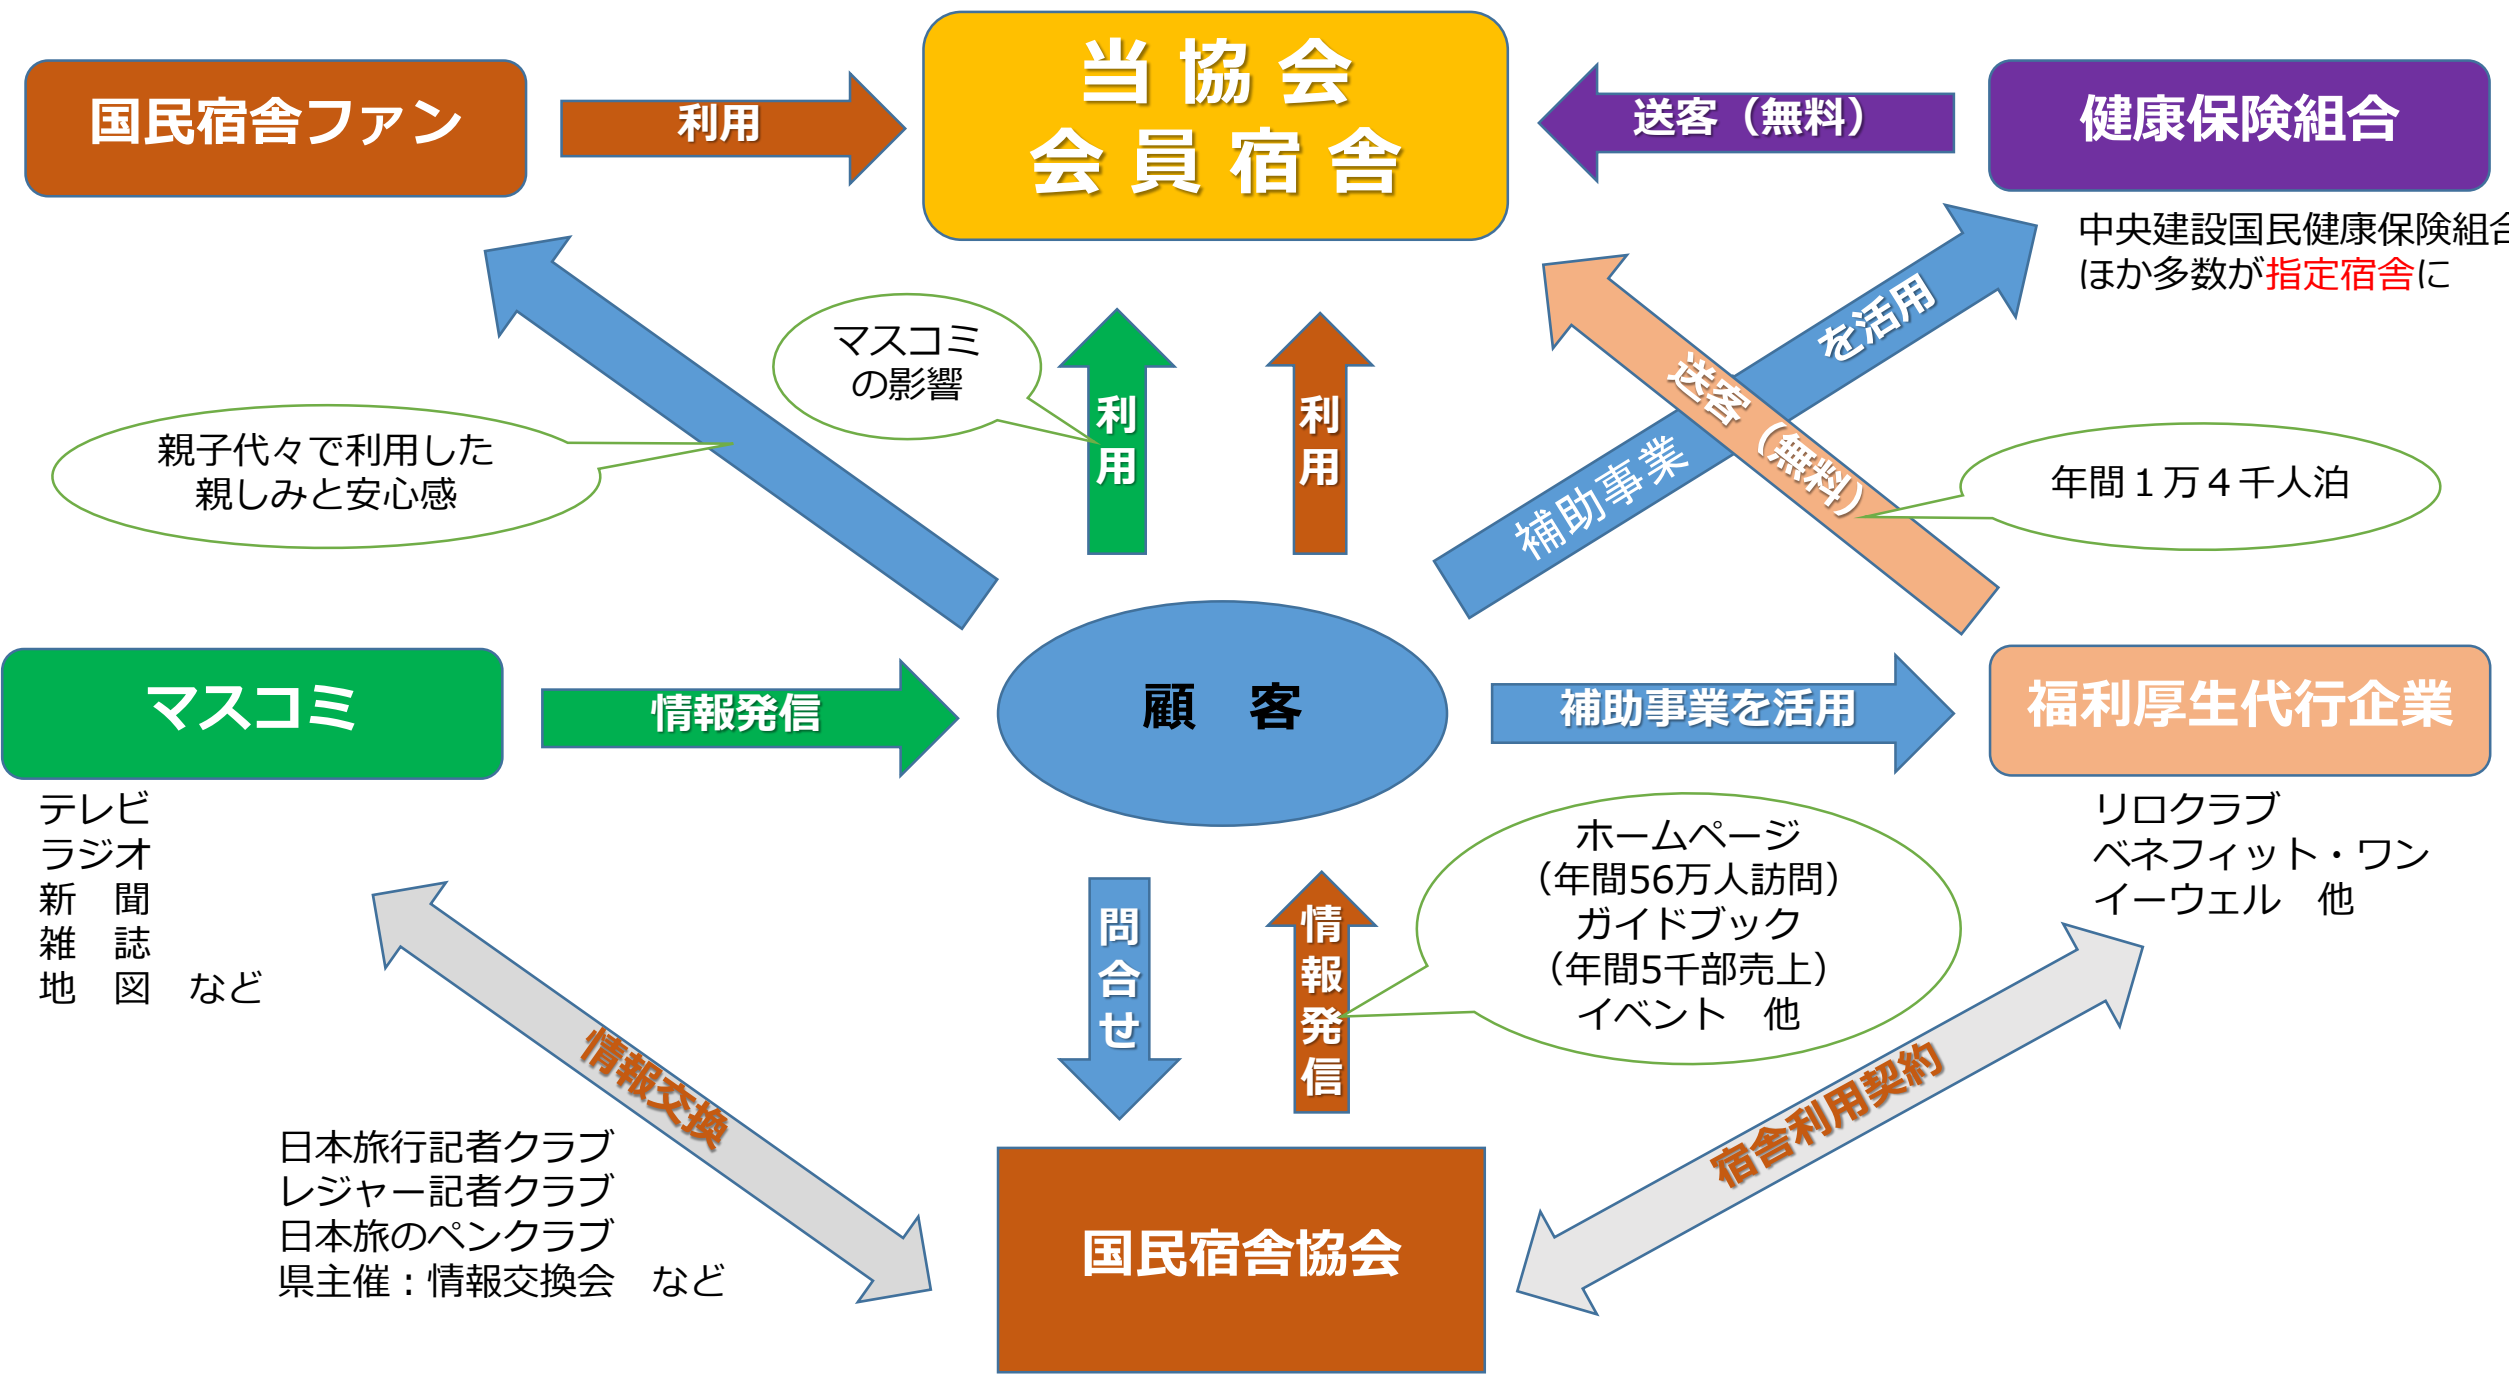 国民宿舎ファン
利用
当 協 会
会 員 宿 舎
送客（無料）
健康保険組合
中央建設国民健康保険組合
ほか多数が指定宿舎に
マスコミ
の影響
利用
利用
補助事業 を活用
送客（無料）
親子代々で利用した
親しみと安心感
年間１万４千人泊
マスコミ
情報発信
顧　客
補助事業を活用
福利厚生代行企業
テレビ
ラジオ
新　聞
雑　誌
地　図　など
問合せ
情報発信
ホームページ
（年間56万人訪問）
ガイドブック
（年間5千部売上）
イベント　他
リロクラブ
ベネフィット・ワン
イーウェル　他
情報交換
宿舎利用契約
日本旅行記者クラブ
レジャー記者クラブ
日本旅のペンクラブ
県主催：情報交換会　など
国民宿舎協会